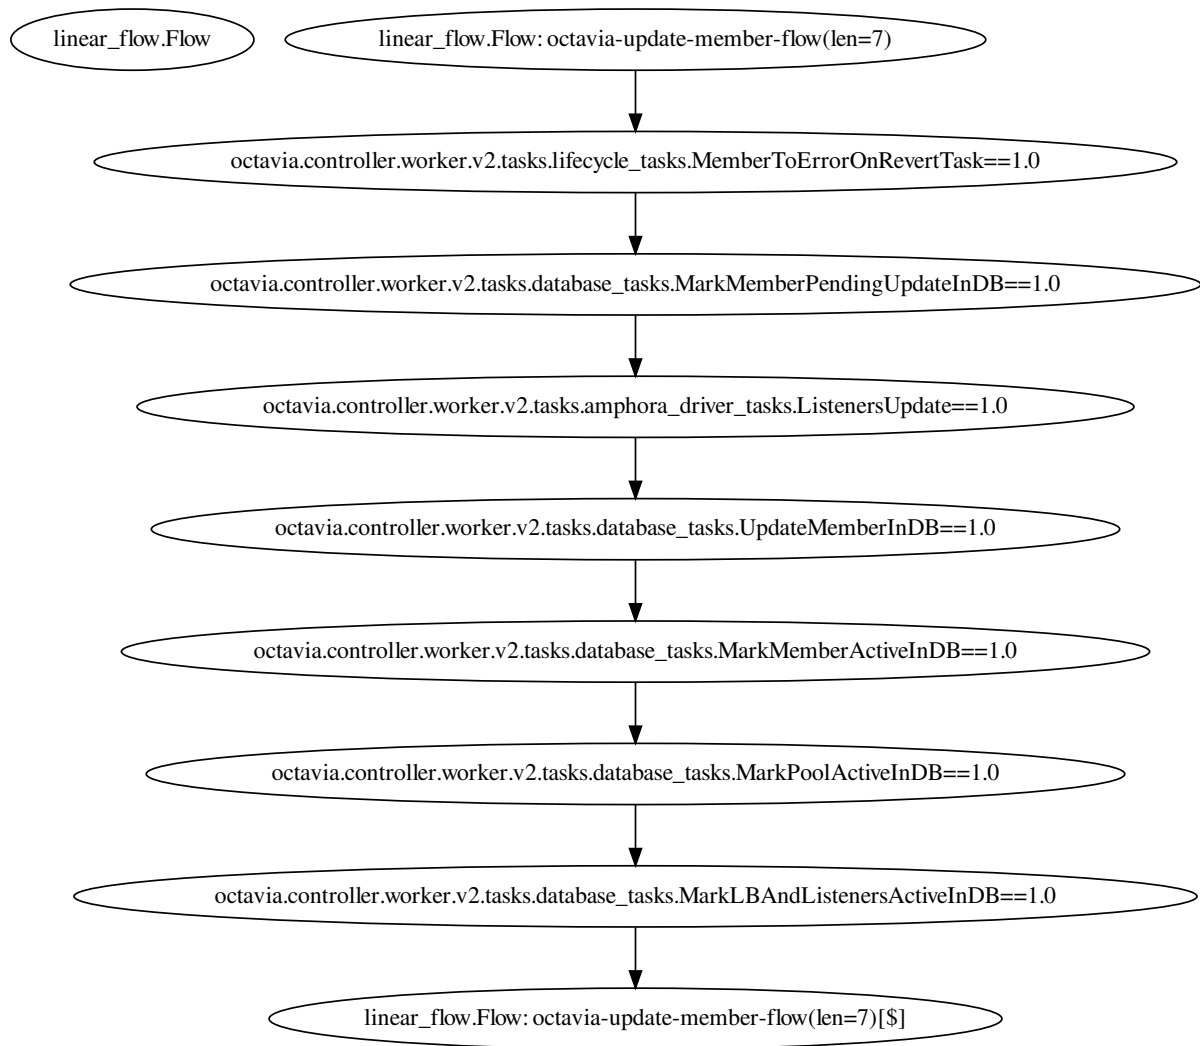 linear_flow.Flow
linear_flow.Flow: octavia-update-member-flow(len=7)
octavia.controller.worker.v2.tasks.lifecycle_tasks.MemberToErrorOnRevertTask==1.0
octavia.controller.worker.v2.tasks.database_tasks.MarkMemberPendingUpdateInDB==1.0
octavia.controller.worker.v2.tasks.amphora_driver_tasks.ListenersUpdate==1.0
octavia.controller.worker.v2.tasks.database_tasks.UpdateMemberInDB==1.0
octavia.controller.worker.v2.tasks.database_tasks.MarkMemberActiveInDB==1.0
octavia.controller.worker.v2.tasks.database_tasks.MarkPoolActiveInDB==1.0
octavia.controller.worker.v2.tasks.database_tasks.MarkLBAndListenersActiveInDB==1.0
linear_flow.Flow: octavia-update-member-flow(len=7)[$]